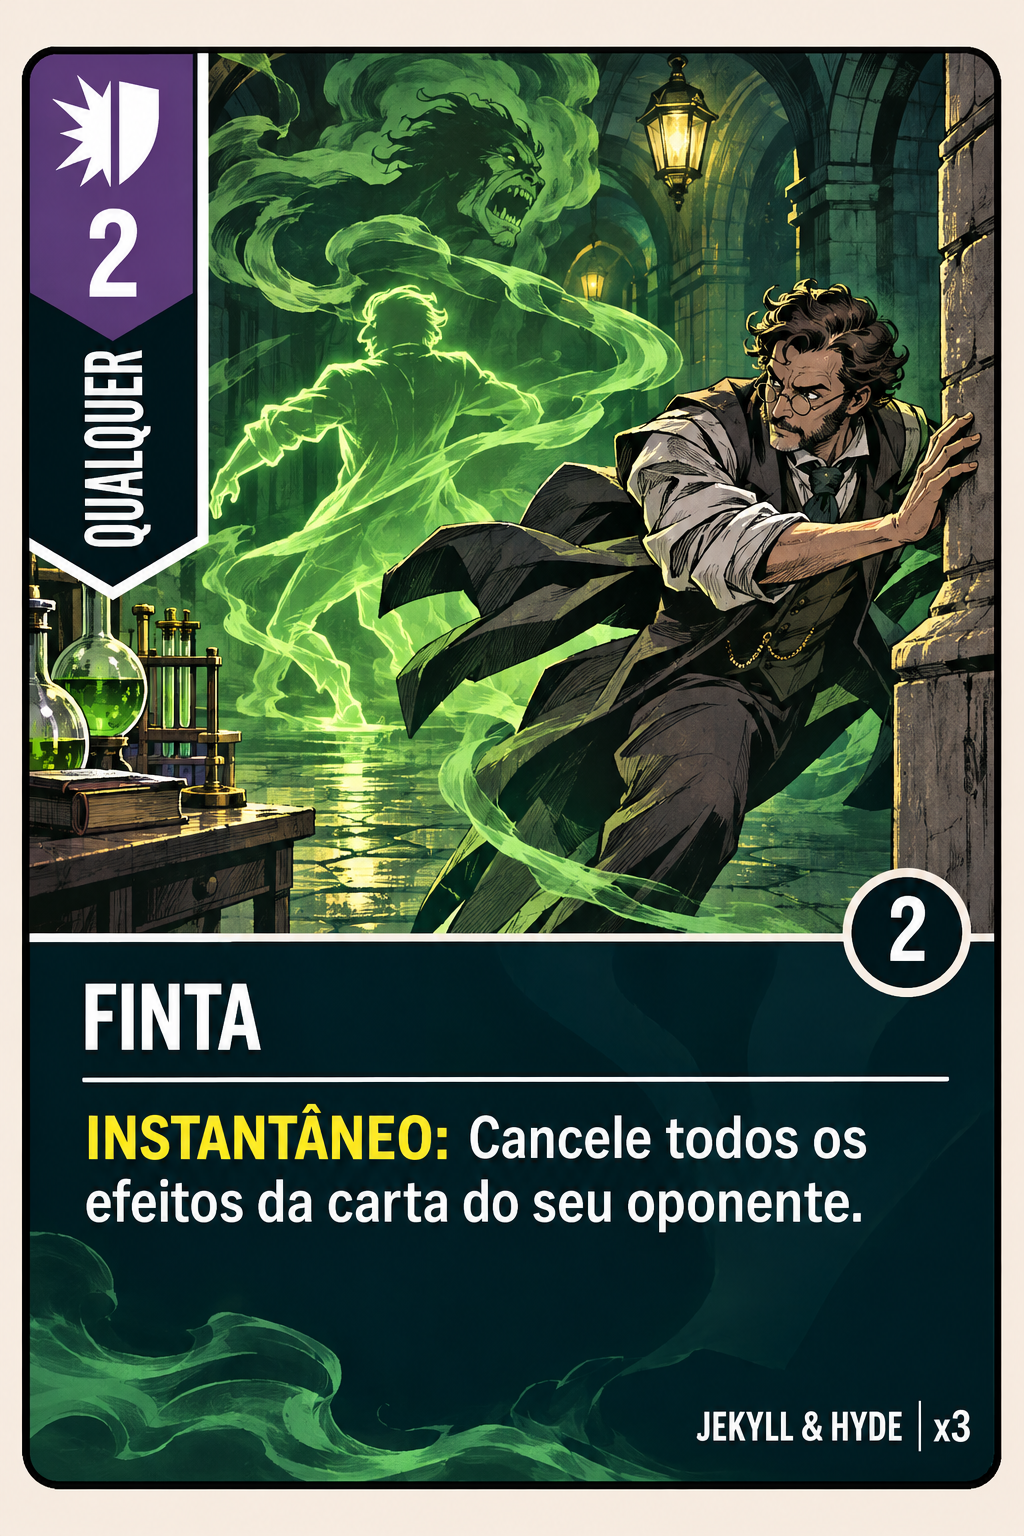 2
QUALQUER
2
FINTA
INSTANTÂNEO: Cancele todos os
efeitos da carta do seu oponente.
JEKYLL & HYDE | x3